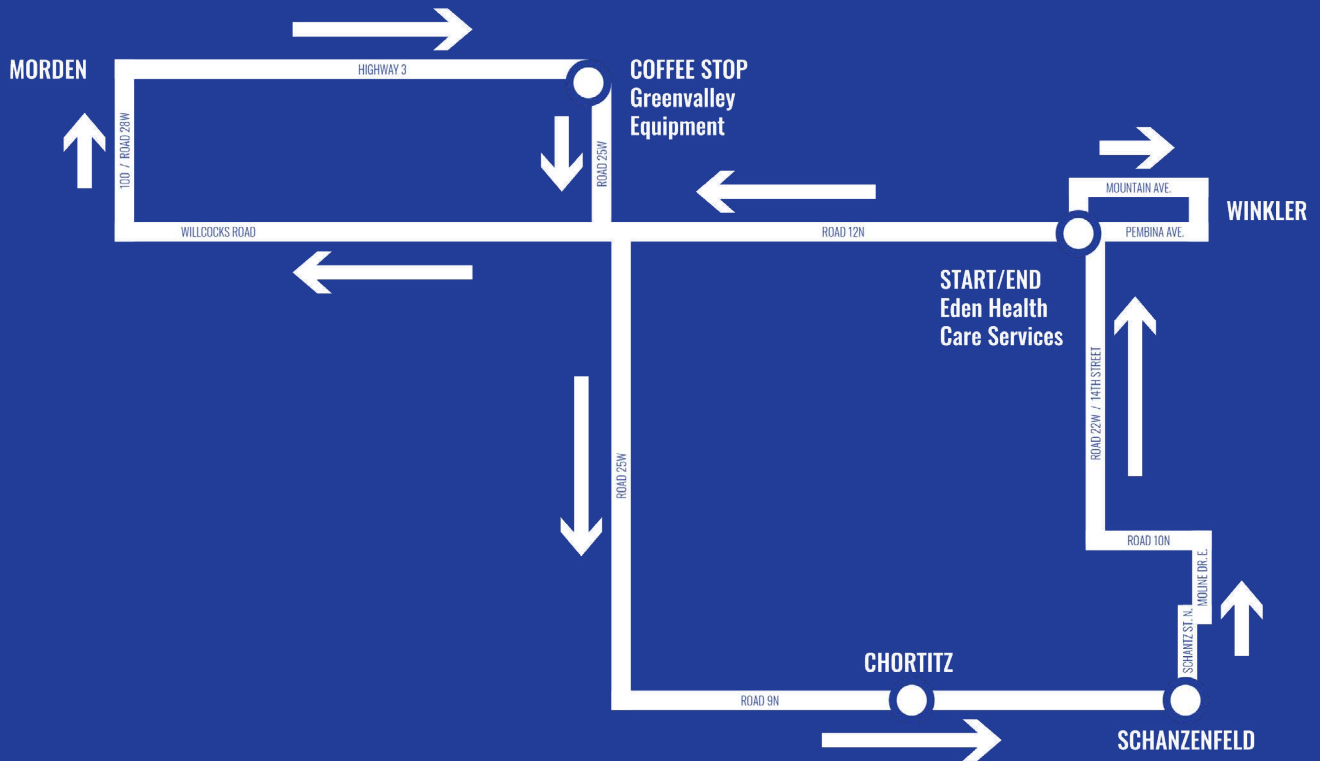 MORDEN
HIGHWAY 3
COFFEE STOP
Greenvalley
Equipment
100 / ROAD 28W
ROAD 25W
MOUNTAIN AVE.
WINKLER
WILLCOCKS ROAD
ROAD 12N
PEMBINA AVE.
START/END
Eden Health
Care Services
ROAD 22W / 14TH STREET
ROAD 25W
ROAD 10N
MOLINE DR. E.
SCHANTZ ST. N.
CHORTITZ
ROAD 9N
SCHANZENFELD